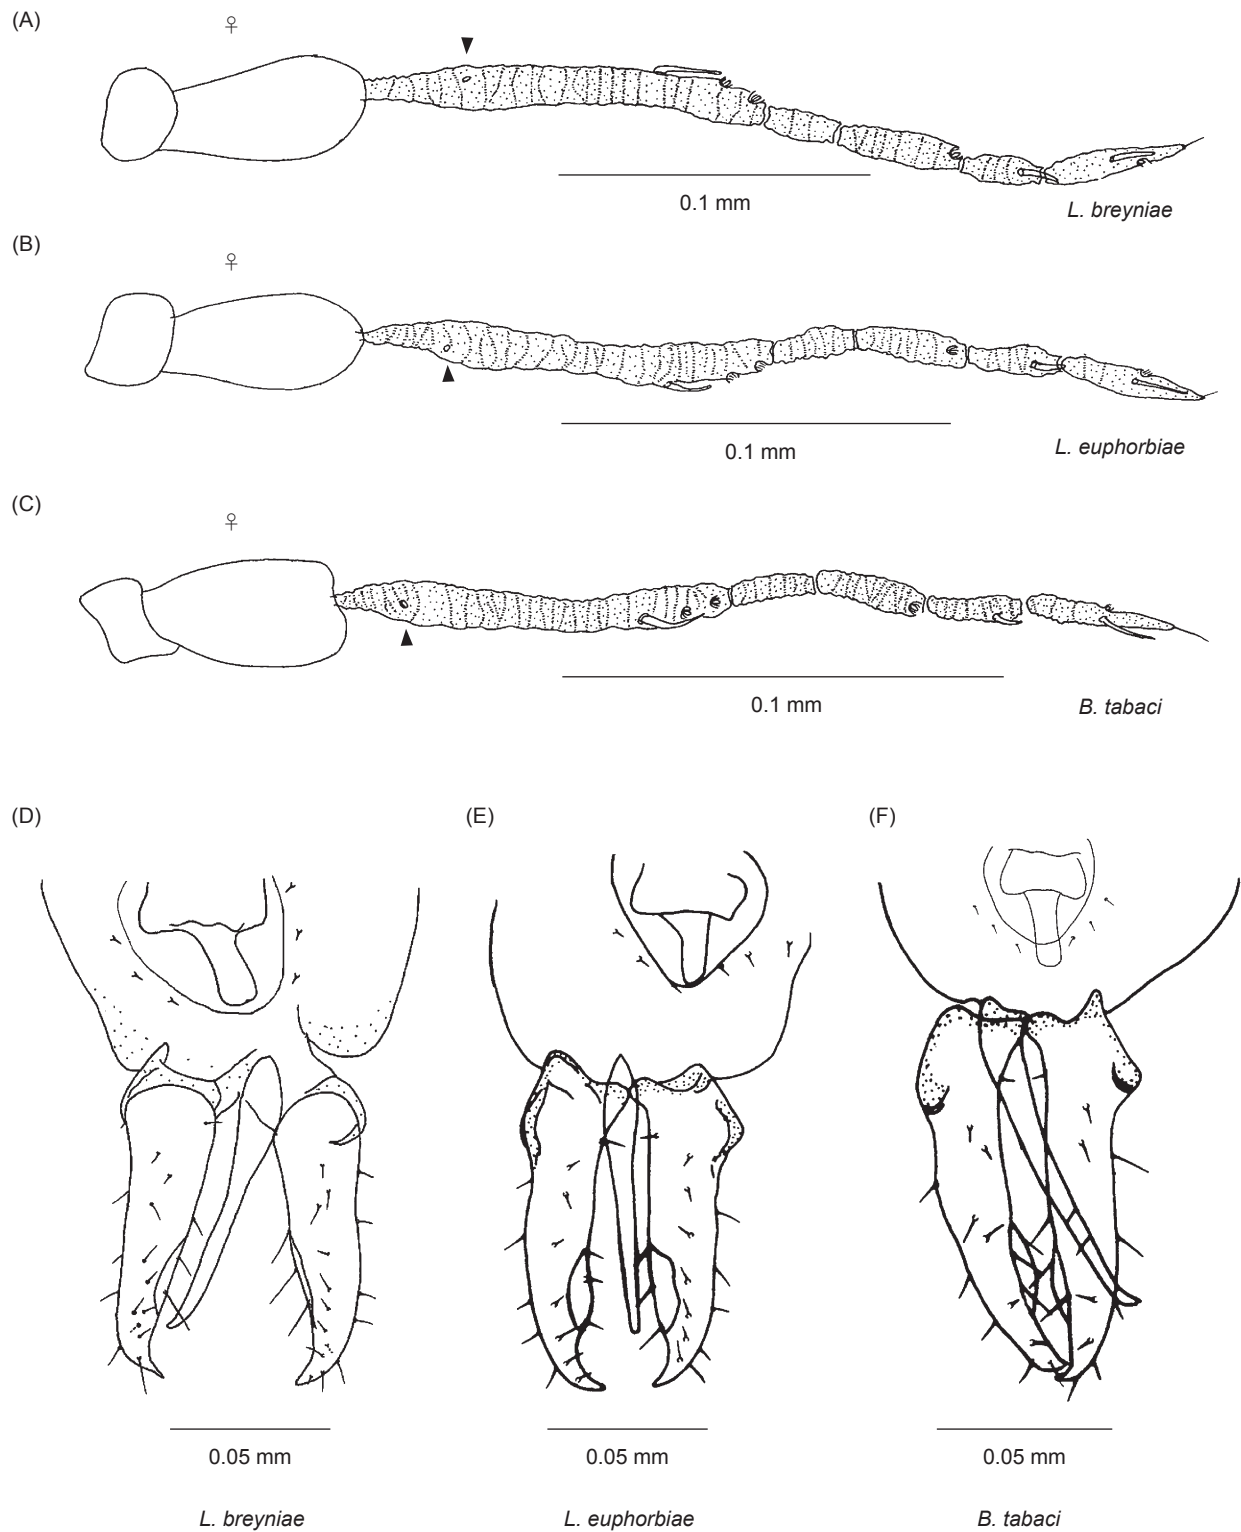 (A)
♀
0.1 mm
L. breyniae
(B)
♀
0.1 mm
L. euphorbiae
(C)
♀
0.1 mm
B. tabaci
(D)
(E)
(F)
0.05 mm
0.05 mm
0.05 mm
L. breyniae
L. euphorbiae
B. tabaci